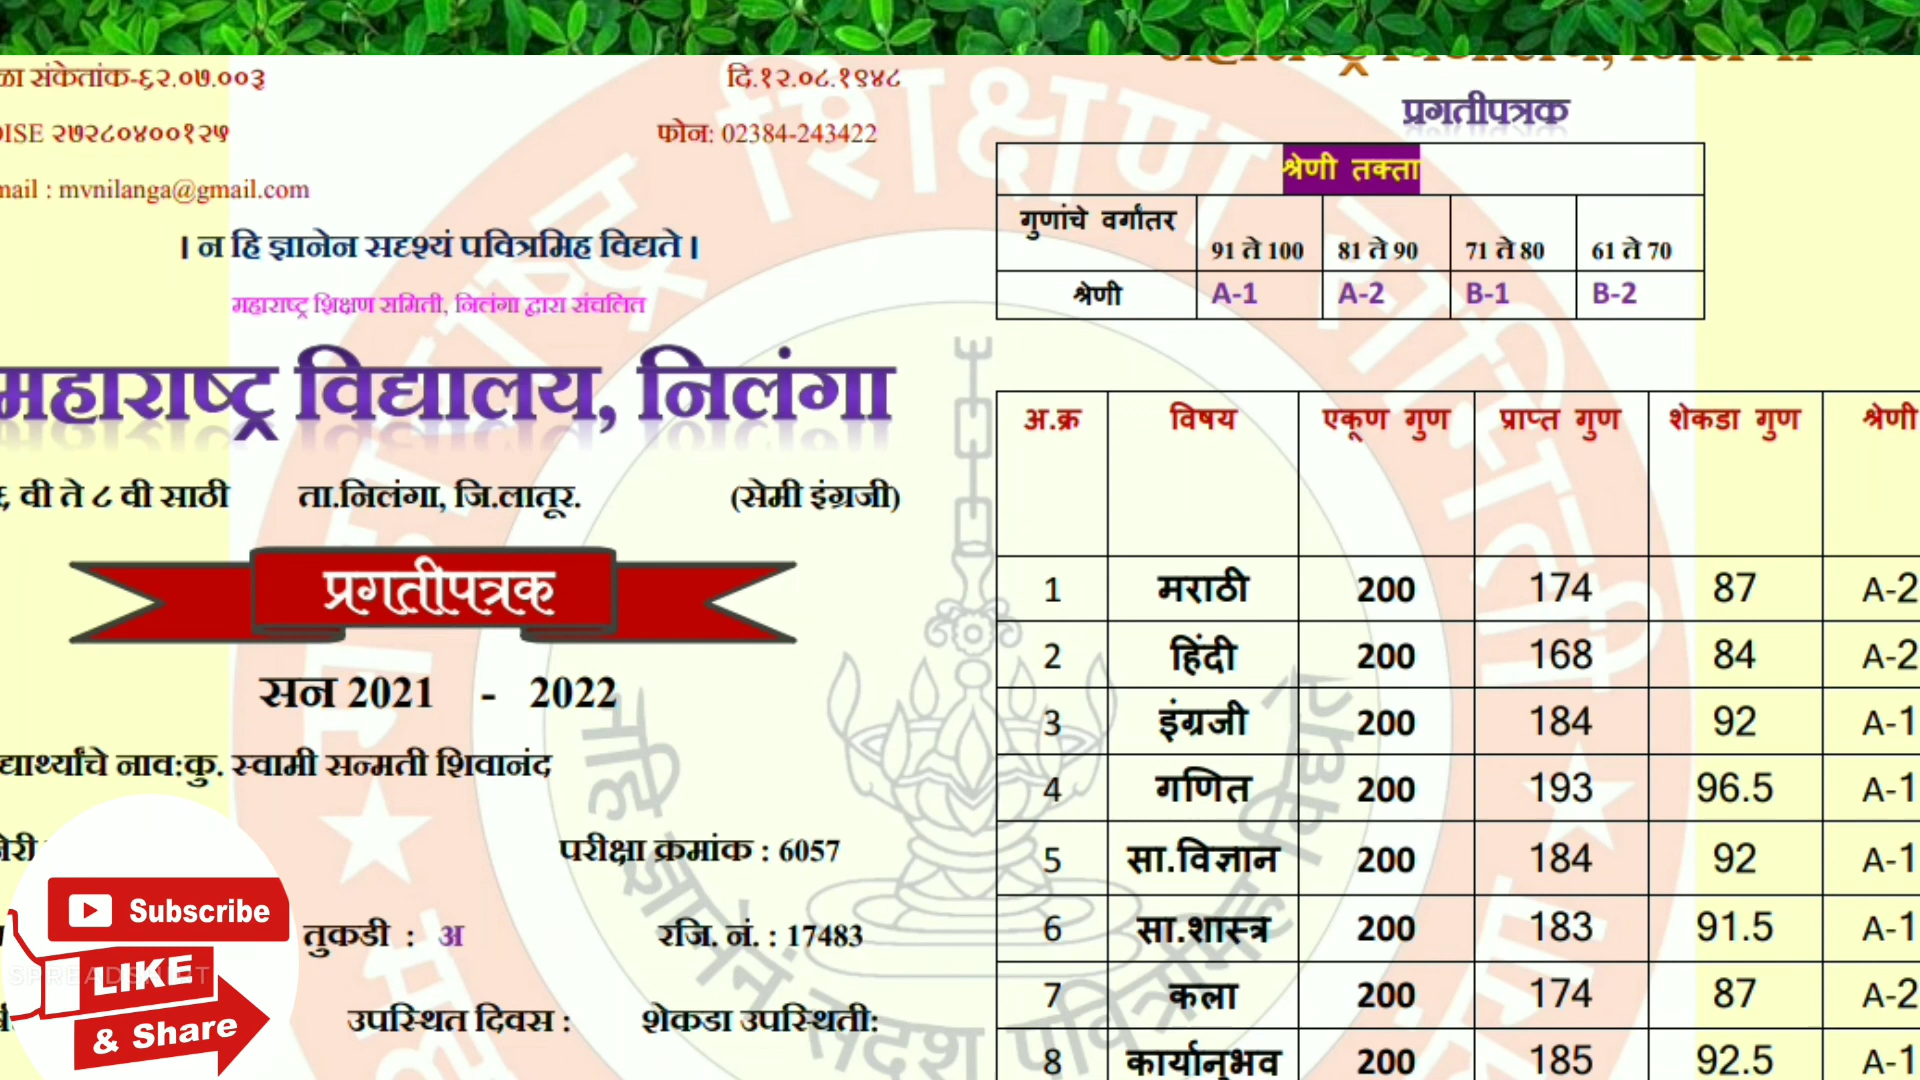 ळा संकेतांक-६२.०७.००३
दि.१२.०८.१९४८
DISE २७२८०४००१२७
फोन: 02384-243422
mail : mvnilanga@gmail.com
। न हि ज्ञानेन सदृश्यं पवित्रमिह विद्यते ।
महाराष्ट्र शिक्षण समिती, निलंगा द्वारा संचलित
महाराष्ट्र विद्यालय, निलंगा
६ वी ते ८ वी साठी ता.निलंगा, जि.लातूर. (सेमी इंग्रजी)
प्रगतीपत्रक
सन 2021 - 2022
द्यार्थ्यांचे नाव:कु. स्वामी सन्मती शिवानंद
परीक्षा क्रमांक : 6057
तुकडी : अ रजि. नं. : 17483
उपस्थित दिवस : शेकडा उपस्थिती:
Subscribe
LIKE
& Share
प्रगतीपत्रक
श्रेणी तक्ता
गुणांचे वर्गांतर 91 ते 100 81 ते 90 71 ते 80 61 ते 70
श्रेणी A-1 A-2 B-1 B-2
अ.क्र विषय एकूण गुण प्राप्त गुण शेकडा गुण श्रेणी
1 मराठी 200 174 87 A-2
2 हिंदी 200 168 84 A-2
3 इंग्रजी 200 184 92 A-1
4 गणित 200 193 96.5 A-1
5 सा.विज्ञान 200 184 92 A-1
6 सा.शास्त्र 200 183 91.5 A-1
7 कला 200 174 87 A-2
8 कार्यानुभव 200 185 92.5 A-1